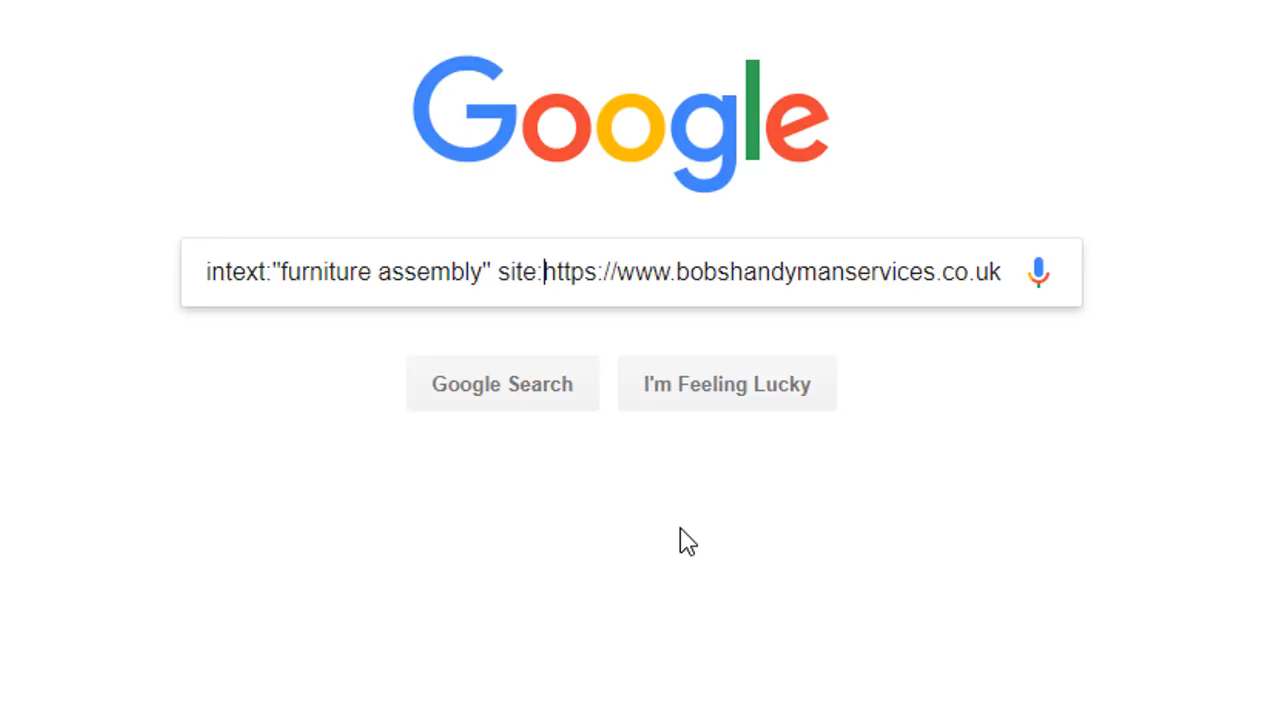 Google
intext:"furniture assembly" site:https://www.bobshandymanservices.co.uk
Google Search
I'm Feeling Lucky